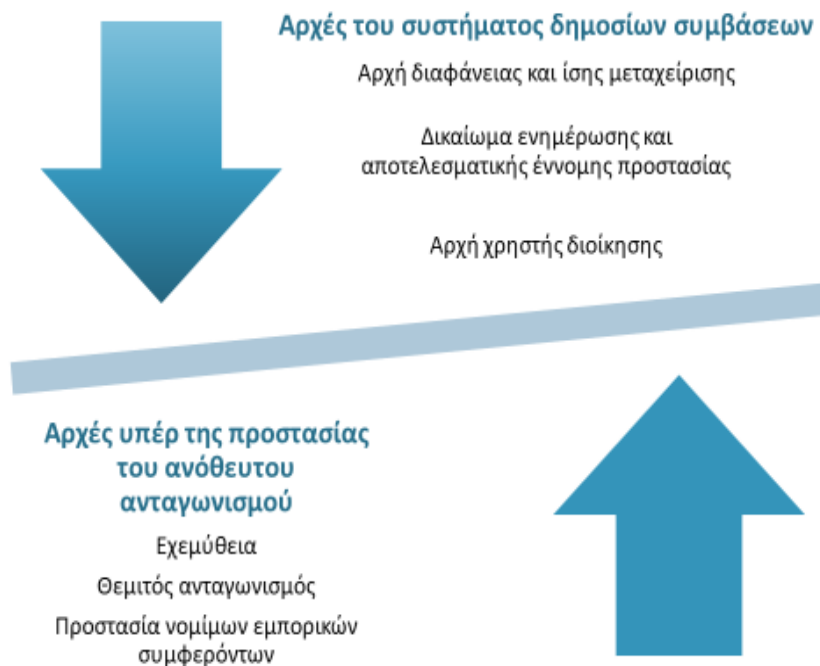 Αρχές του συστήματος δημοσίων συμβάσεων
Αρχή διαφάνειας και ίσης μεταχείρισης
Δικαίωμα ενημέρωσης και
αποτελεσματικής έννομης προστασίας
Αρχή χρηστής διοίκησης
Αρχές υπέρ της προστασίας
του ανόθευτου
ανταγωνισμού
Εχεμύθεια
Θεμιτός ανταγωνισμός
Προστασία νομίμων εμπορικών
συμφερόντων